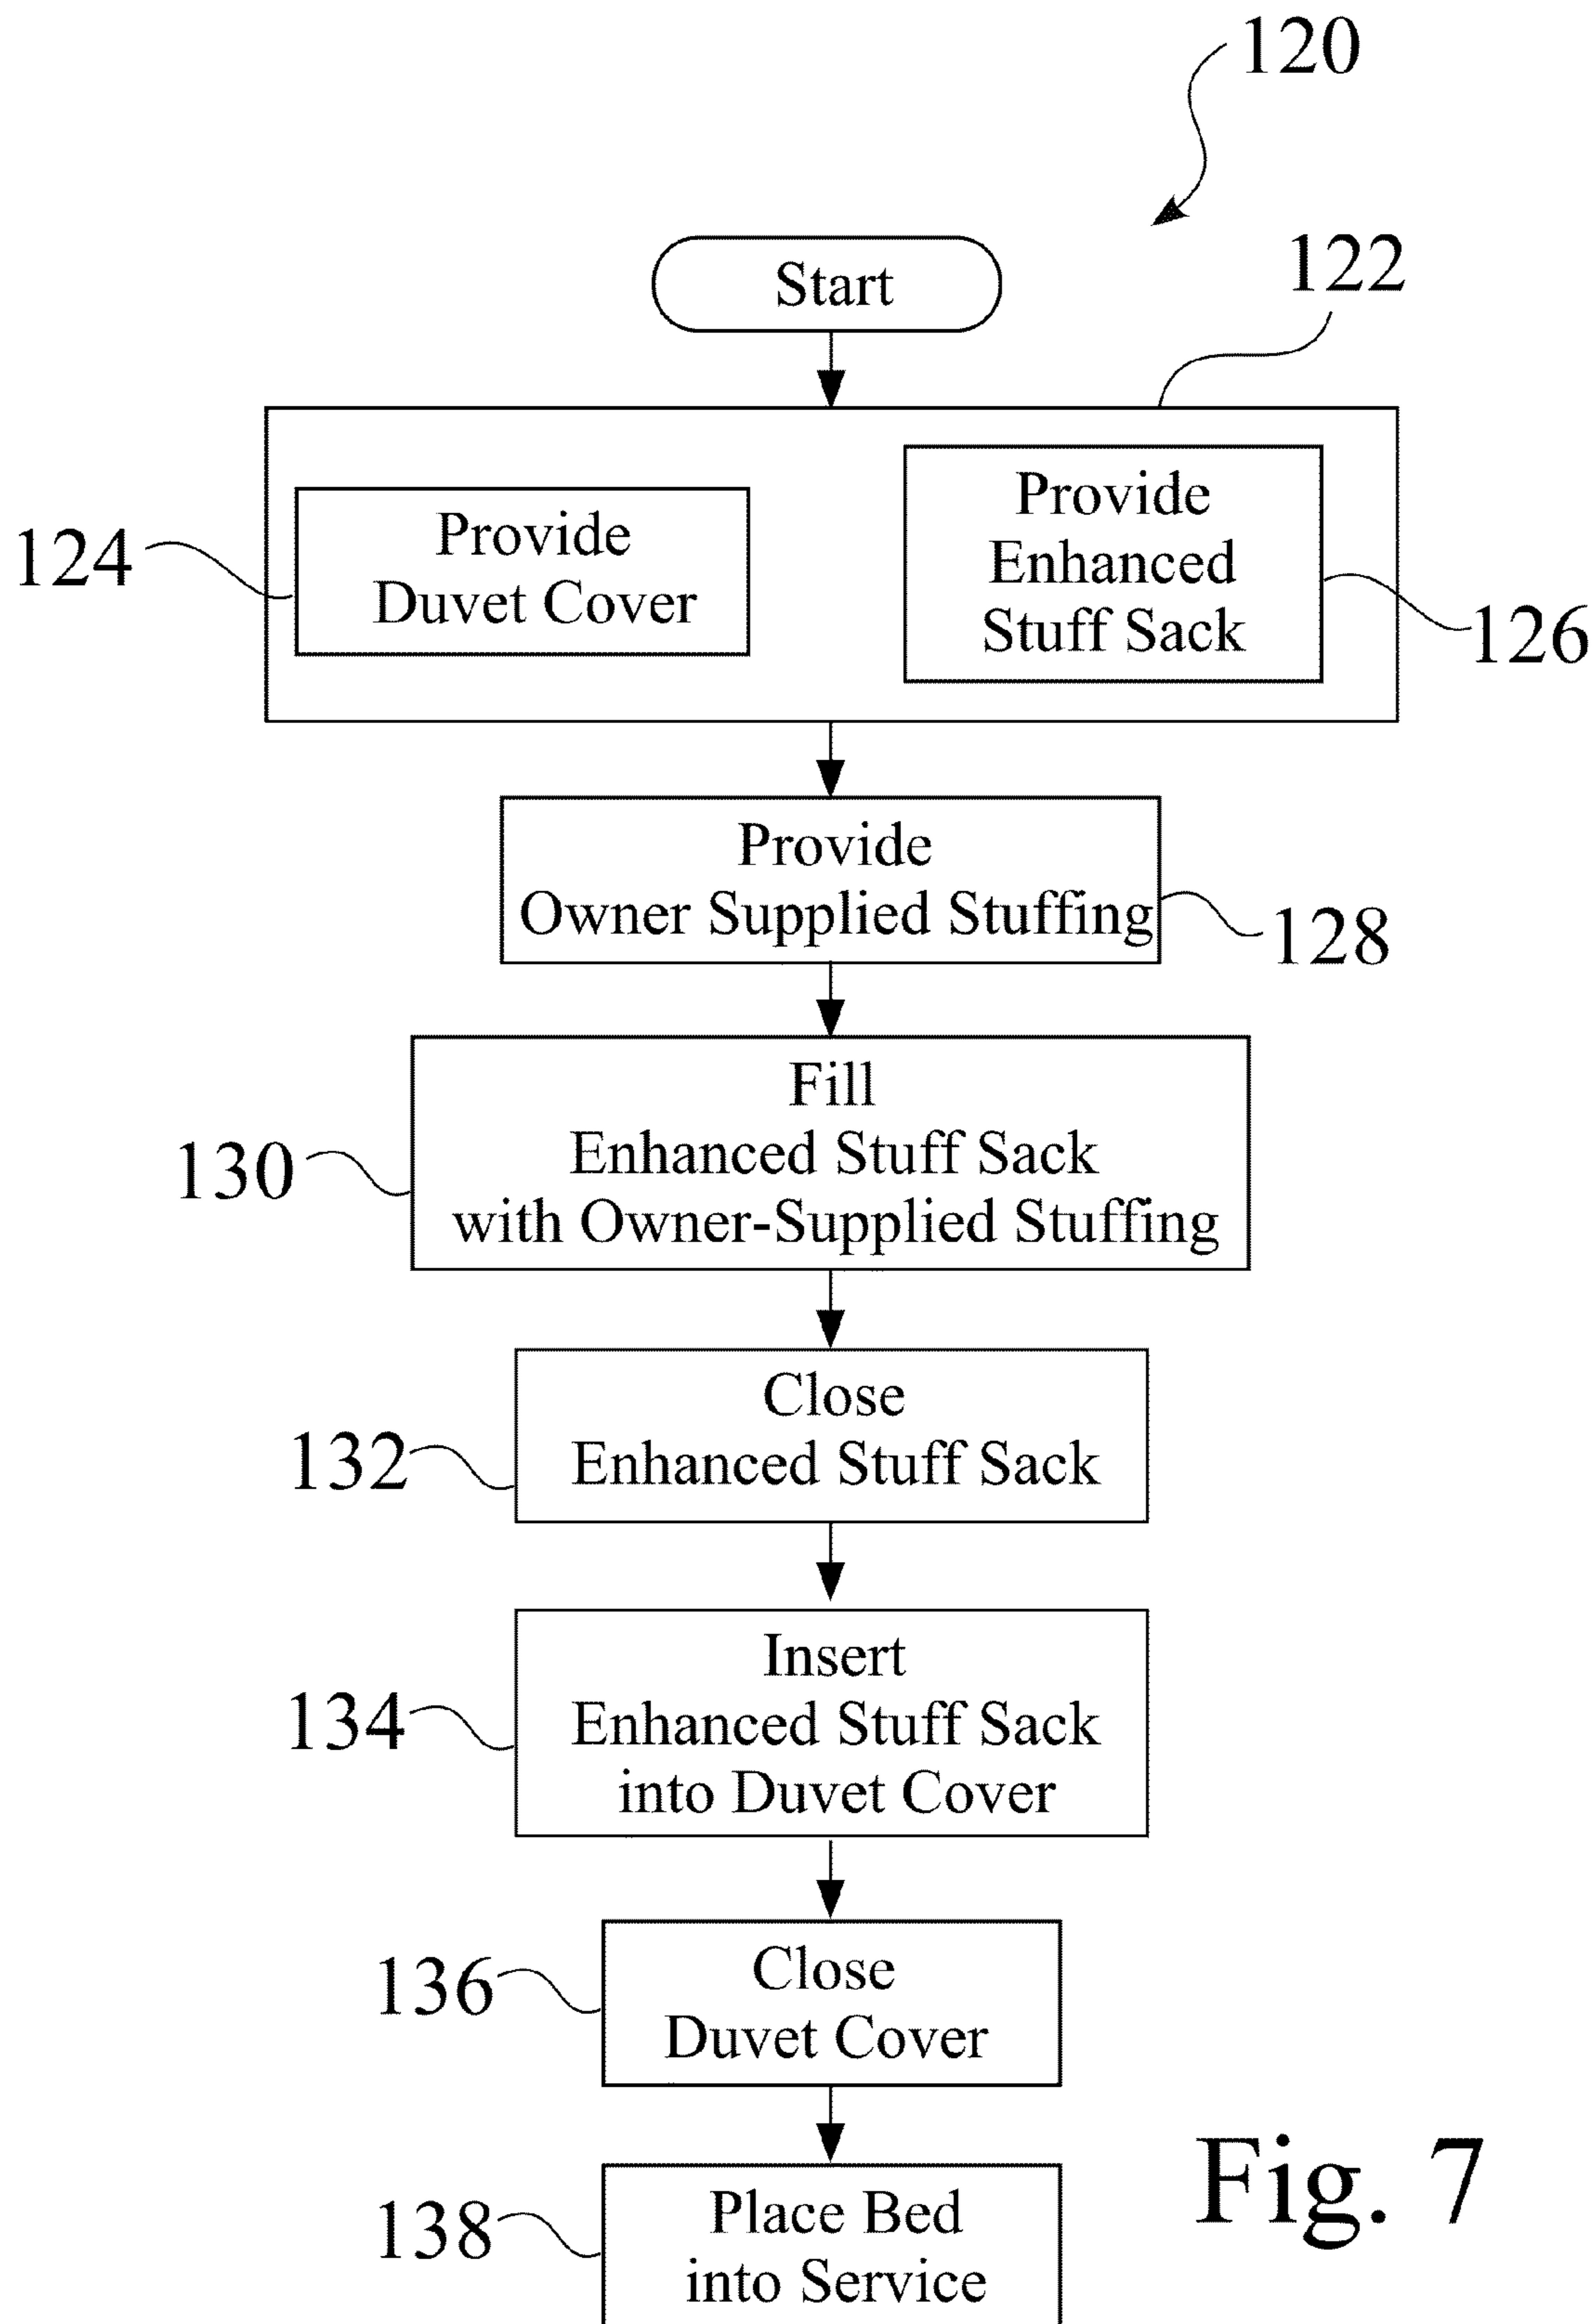 120
Start
122
124
Provide
Duvet Cover
Provide
Enhanced
Stuff Sack
126
Provide
Owner Supplied Stuffing
128
130
Fill
Enhanced Stuff Sack
with Owner-Supplied Stuffing
132
Close
Enhanced Stuff Sack
134
Insert
Enhanced Stuff Sack
into Duvet Cover
136
Close
Duvet Cover
138
Place Bed
into Service
Fig. 7